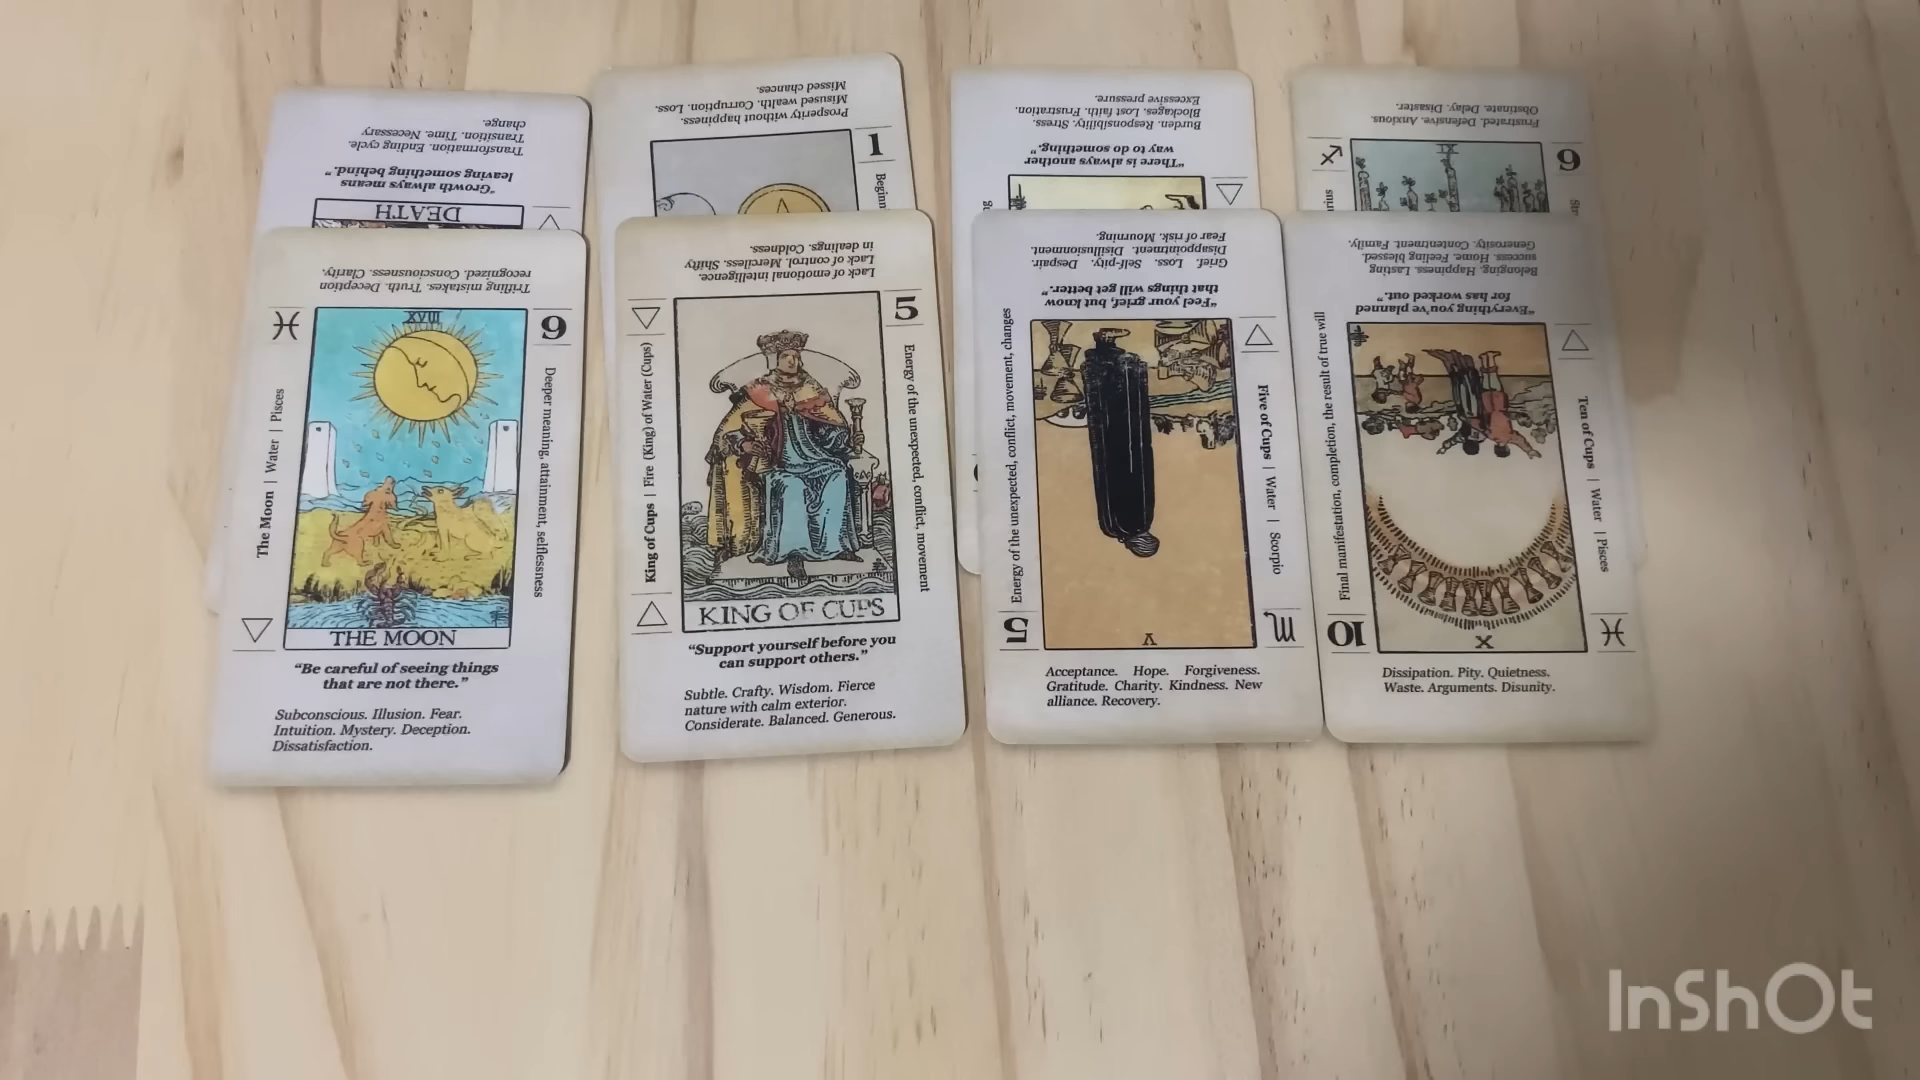 change.
Transition. Time. Necessary
Transformation. Ending cycle.
"Growth always means
leaving something behind."
DEATH
Missed chances.
Misused wealth. Corruption. Loss.
Prosperity without happiness.
1
Excessive pressure.
Blockages. Lost faith. Frustration.
Burden. Responsibility. Stress.
"There is always another
way to do something."
Obstinate. Delay. Disaster.
Frustrated. Defensive. Anxious.
IX
9
Trifling mistakes. Truth. Deception
recognized. Consciousness. Clarity.
XVIII
9
The Moon | Water | Pisces
Deeper meaning, attainment, selflessness
THE MOON
"Be careful of seeing things
that are not there."
Subconscious. Illusion. Fear.
Intuition. Mystery. Deception.
Dissatisfaction.
Lack of emotional intelligence.
Lack of control. Merciless. Shifty
in dealings. Coldness.
5
King of Cups | Fire (King) of Water (Cups)
Energy of the unexpected, conflict, movement
KING OF CUPS
"Support yourself before you
can support others."
Subtle. Crafty. Wisdom. Fierce
nature with calm exterior.
Considerate. Balanced. Generous.
Grief. Loss. Self-pity. Despair.
Disappointment. Disillusionment.
Fear of risk. Mourning.
"Feel your grief, but know
that things will get better."
Energy of the unexpected, conflict, movement, changes
Five of Cups | Water | Scorpio
5
V
Acceptance. Hope. Forgiveness.
Gratitude. Charity. Kindness. New
alliance. Recovery.
Belonging. Happiness. Lasting
success. Home. Feeling blessed.
Generosity. Contentment. Family.
"Everything you've planned
for has worked out."
Final manifestation, completion, the result of true will
Ten of Cups | Water | Pisces
10
X
Dissipation. Pity. Quietness.
Waste. Arguments. Disunity.
InShOt